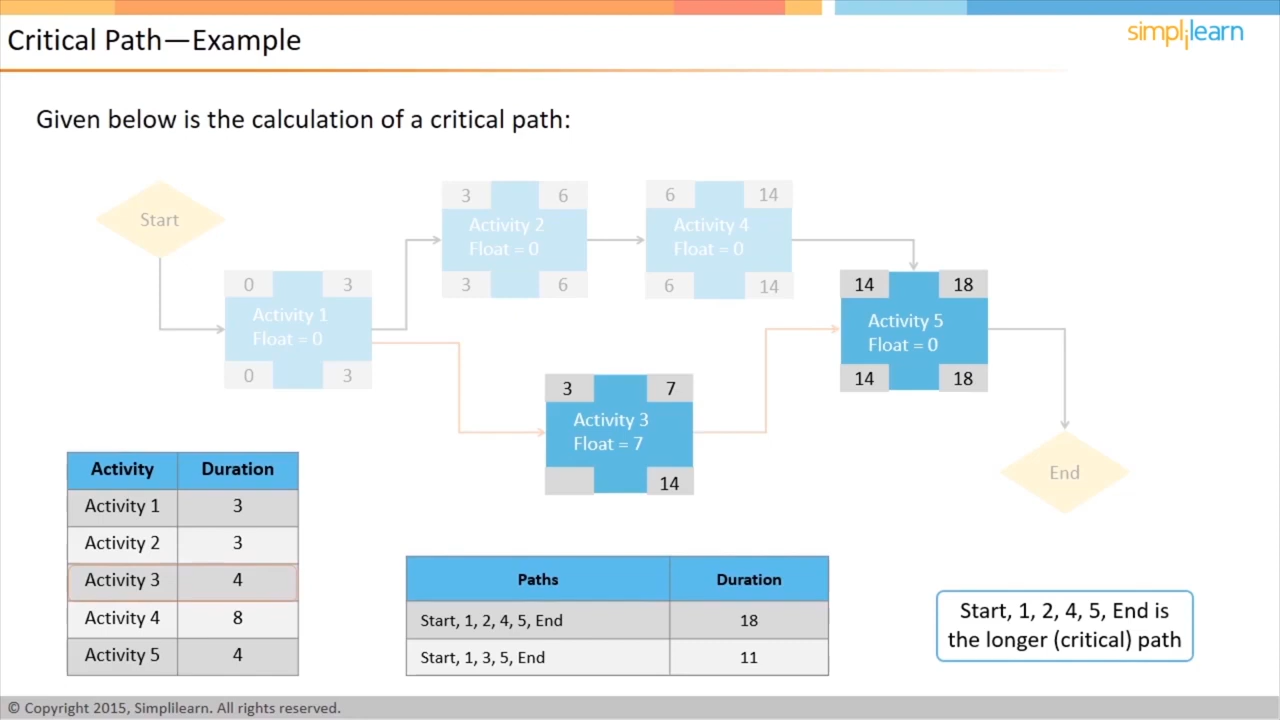 Critical Path—Example
simplilearn
Given below is the calculation of a critical path:
Start
0 3
Activity 1
Float = 0
0 3
3 6
Activity 2
Float = 0
3 6
6 14
Activity 4
Float = 0
6 14
3 7
Activity 3
Float = 7
14
14 18
Activity 5
Float = 0
14 18
End
Activity Duration
Activity 1 3
Activity 2 3
Activity 3 4
Activity 4 8
Activity 5 4
Paths Duration
Start, 1, 2, 4, 5, End 18
Start, 1, 3, 5, End 11
Start, 1, 2, 4, 5, End is
the longer (critical) path
© Copyright 2015, Simplilearn. All rights reserved.